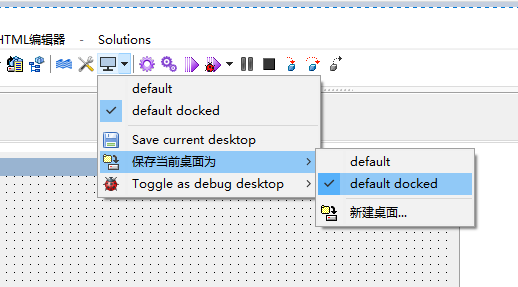 HTML编辑器 - Solutions
default
default docked
Save current desktop
保存当前桌面为
Toggle as debug desktop
default
default docked
新建桌面...